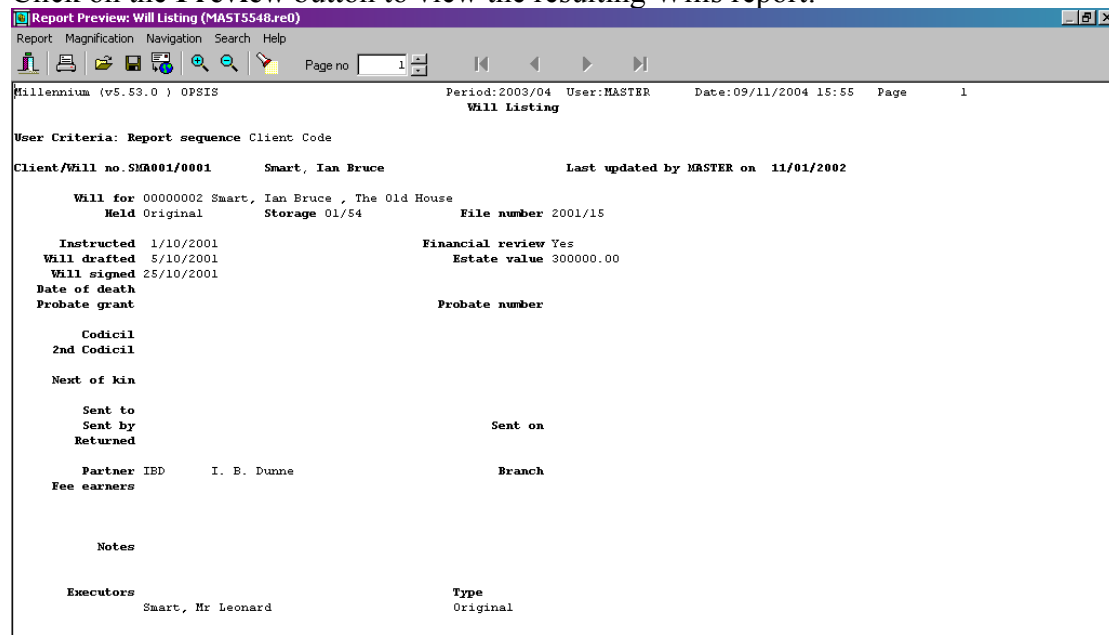 Click on the Preview button to view the resulting Wills report.
Report Preview: Will Listing (MAST5548.re0)
Report Magnification Navigation Search Help
Page no 1
Millennium (v5.53.0 ) OPSIS Period:2003/04 User:MASTER Date:09/11/2004 15:55 Page 1
Will Listing
User Criteria: Report sequence Client Code
Client/Will no.SMA001/0001 Smart, Ian Bruce Last updated by MASTER on 11/01/2002
Will for 00000002 Smart, Ian Bruce , The Old House
Held Original Storage 01/54 File number 2001/15
Instructed 1/10/2001 Financial review Yes
Will drafted 5/10/2001 Estate value 300000.00
Will signed 25/10/2001
Date of death
Probate grant Probate number
Codicil
2nd Codicil
Next of kin
Sent to
Sent by Sent on
Returned
Partner IBD I. B. Dunne Branch
Fee earners
Notes
Executors Type
Smart, Mr Leonard Original